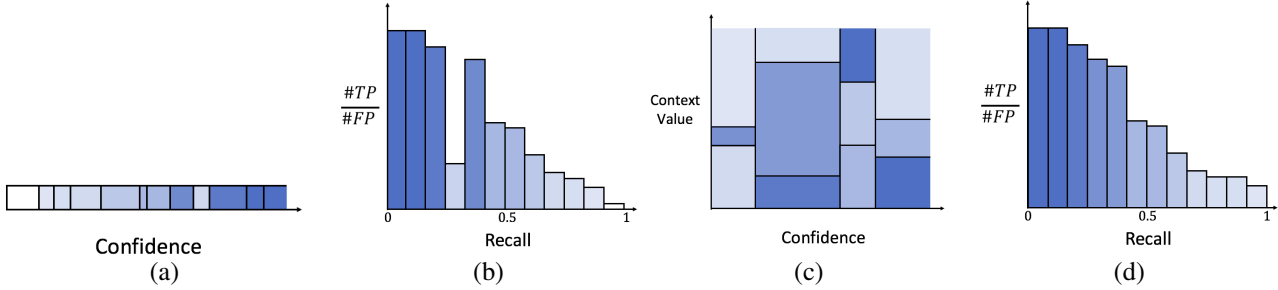 Confidence
(a)
#TP
#FP
0
0.5
1
Recall
(b)
Context
Value
Confidence
(c)
#TP
#FP
0
0.5
1
Recall
(d)